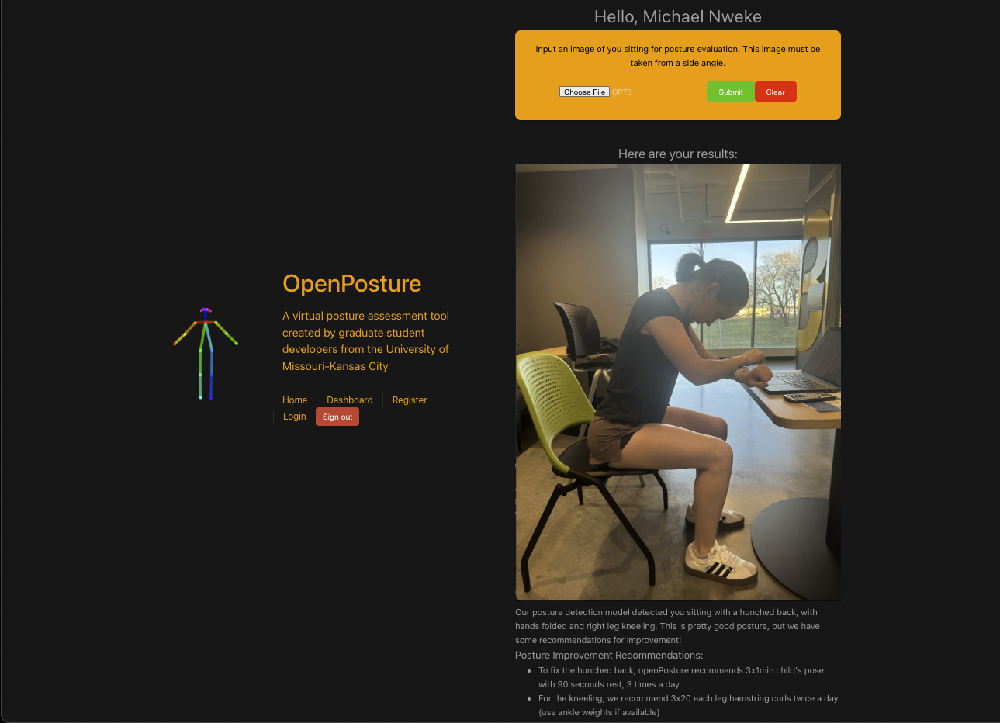 Hello, Michael Nweke
Input an image of you sitting for posture evaluation. This image must be
taken from a side angle.
Choose File OP73
Submit
Clear
Here are your results:
OpenPosture
A virtual posture assessment tool
created by graduate student
developers from the University of
Missouri-Kansas City
Home
Dashboard
Register
Login
Sign out
Our posture detection model detected you sitting with a hunched back, with
hands folded and right leg kneeling. This is pretty good posture, but we have
some recommendations for improvement!
Posture Improvement Recommendations:
To fix the hunched back, openPosture recommends 3x1min child's pose
with 90 seconds rest, 3 times a day.
For the kneeling, we recommend 3x20 each leg hamstring curls twice a day
(use ankle weights if available)